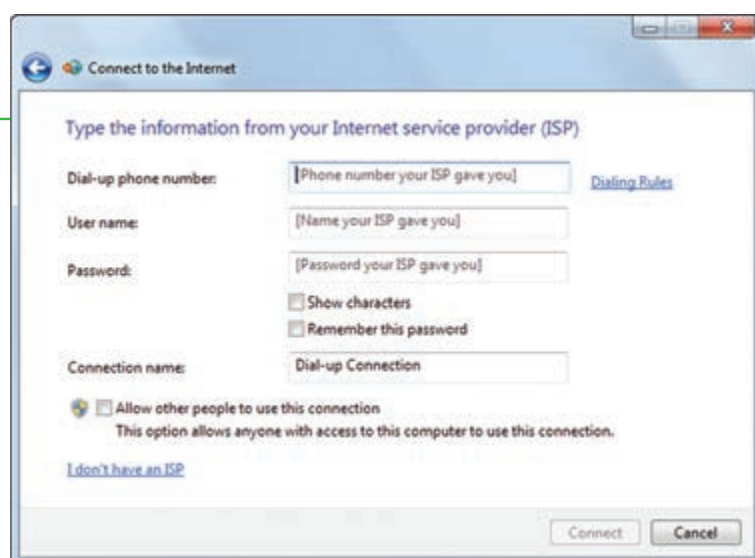 Connect to the Internet
Type the information from your Internet service provider (ISP)
Dial-up phone number: [Phone number your ISP gave you] Dialing Rules
User name: [Name your ISP gave you]
Password: [Password your ISP gave you]
Show characters
Remember this password
Connection name: Dial-up Connection
Allow other people to use this connection
This option allows anyone with access to this computer to use this connection.
I don't have an ISP
Connect Cancel